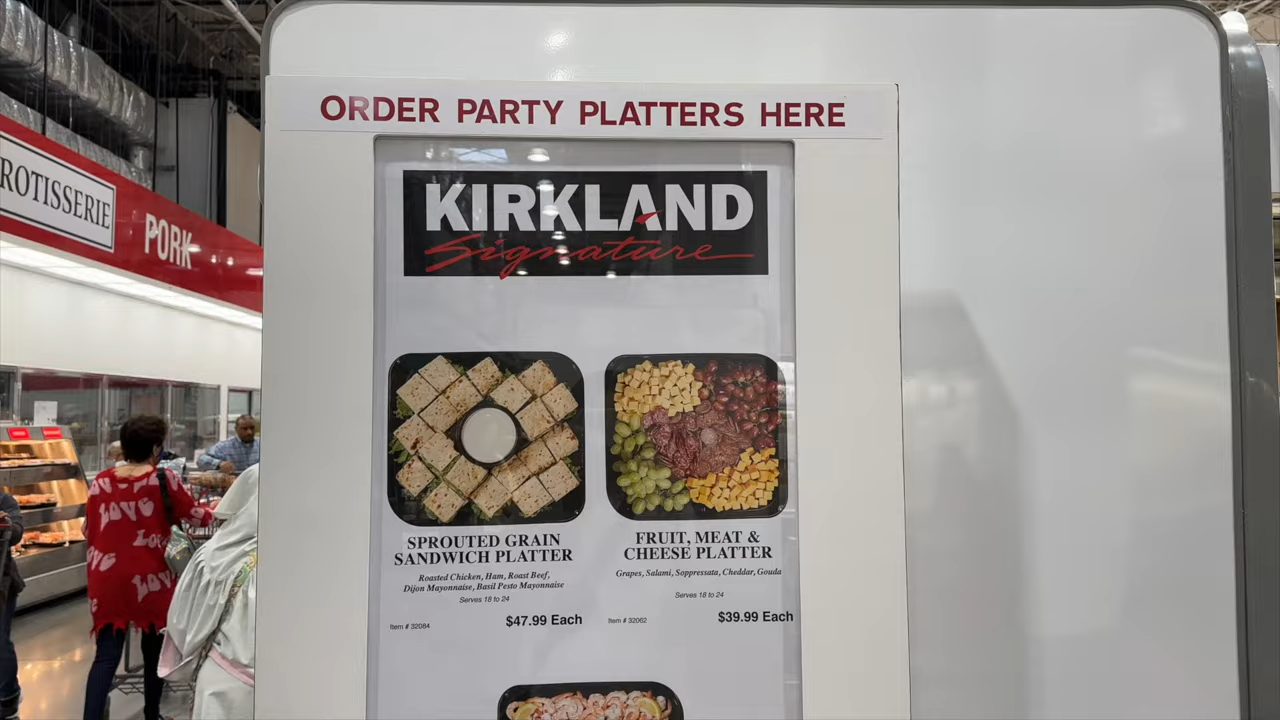 ORDER PARTY PLATTERS HERE
ROTISSERIE
PORK
KIRKLAND
Signature
SPROUTED GRAIN
SANDWICH PLATTER
Roasted Chicken, Ham, Roast Beef,
Dijon Mayonnaise, Basil Pesto Mayonnaise
Serves 18 to 24
Item # 32084
$47.99 Each
FRUIT, MEAT &
CHEESE PLATTER
Grapes, Salami, Soppressata, Cheddar, Gouda
Serves 18 to 24
Item # 32062
$39.99 Each
LOVE
Love
Love